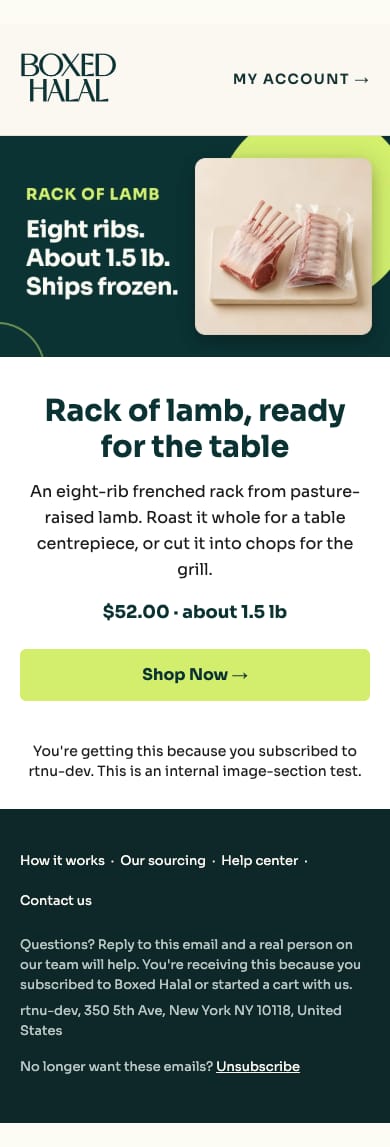 BOXED
HALAL
MY ACCOUNT →
RACK OF LAMB
Eight ribs.
About 1.5 lb.
Ships frozen.
Rack of lamb, ready
for the table
An eight-rib frenched rack from pasture-
raised lamb. Roast it whole for a table
centrepiece, or cut it into chops for the
grill.
$52.00 · about 1.5 lb
Shop Now →
You're getting this because you subscribed to
rtnu-dev. This is an internal image-section test.
How it works · Our sourcing · Help center ·
Contact us
Questions? Reply to this email and a real person on
our team will help. You're receiving this because you
subscribed to Boxed Halal or started a cart with us.
rtnu-dev, 350 5th Ave, New York NY 10118, United
States
No longer want these emails? Unsubscribe